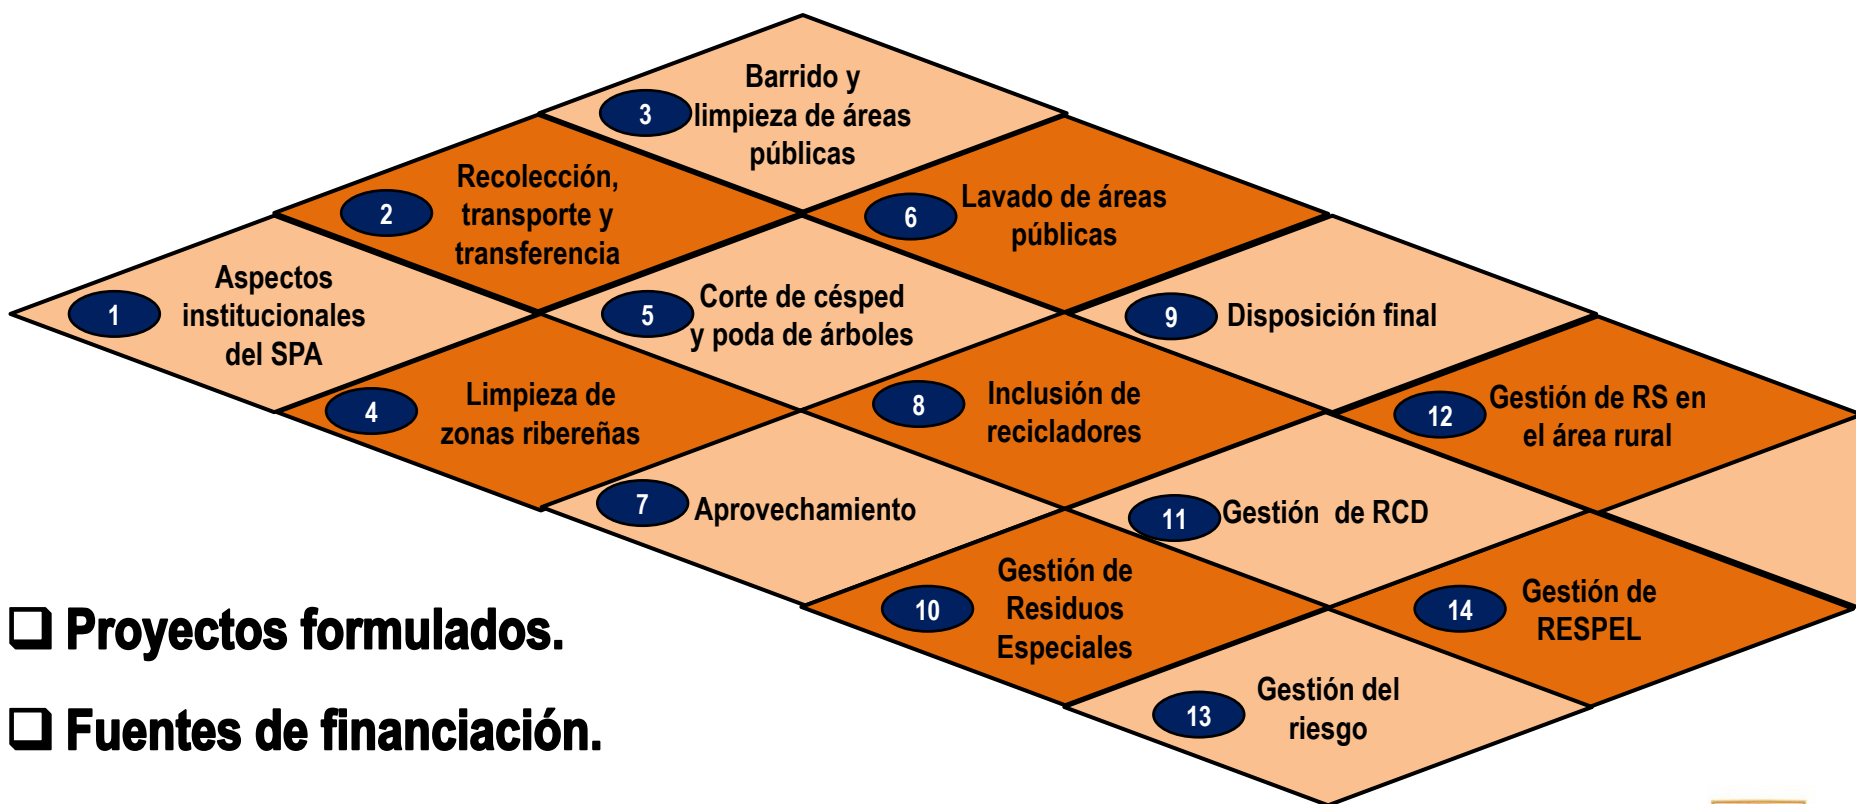 1
Aspectos
institucionales
del SPA
2
Recolección,
transporte y
transferencia
3
Barrido y
limpieza de áreas
públicas
4
Limpieza de
zonas ribereñas
5
Corte de césped
y poda de árboles
6
Lavado de áreas
públicas
7
Aprovechamiento
8
Inclusión de
recicladores
9
Disposición final
10
Gestión de
Residuos
Especiales
11
Gestión de RCD
12
Gestión de RS en
el área rural
13
Gestión del
riesgo
14
Gestión de
RESPEL
Proyectos formulados.
Fuentes de financiación.